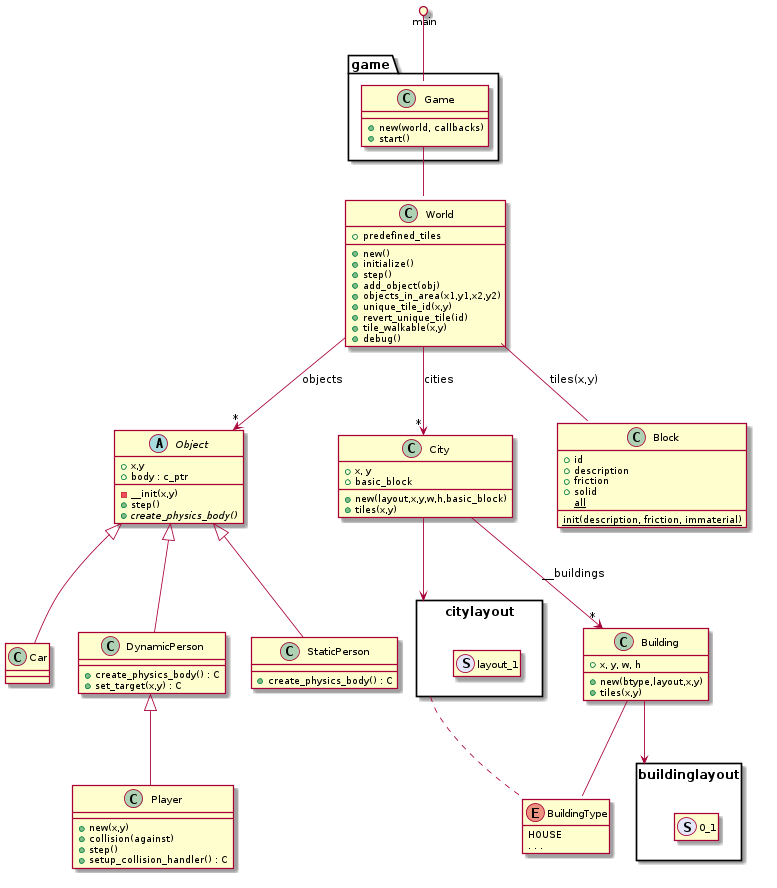 main
game
C Game
new(world, callbacks)
start()
C World
predefined_tiles
new()
initialize()
step()
add_object(obj)
objects_in_area(x1,y1,x2,y2)
unique_tile_id(x,y)
revert_unique_tile(id)
tile_walkable(x,y)
debug()
objects
cities
tiles(x,y)
*
*
A Object
x,y
body : c_ptr
__init(x,y)
step()
create_physics_body()
C City
x, y
basic_block
new(layout,x,y,w,h,basic_block)
tiles(x,y)
C Block
id
description
friction
solid
all
init(description, friction, immaterial)
__buildings
*
C Car
C DynamicPerson
create_physics_body() : C
set_target(x,y) : C
C StaticPerson
create_physics_body() : C
citylayout
S layout_1
C Building
x, y, w, h
new(btype,layout,x,y)
tiles(x,y)
C Player
new(x,y)
collision(against)
step()
setup_collision_handler() : C
E BuildingType
HOUSE
...
buildinglayout
S 0_1